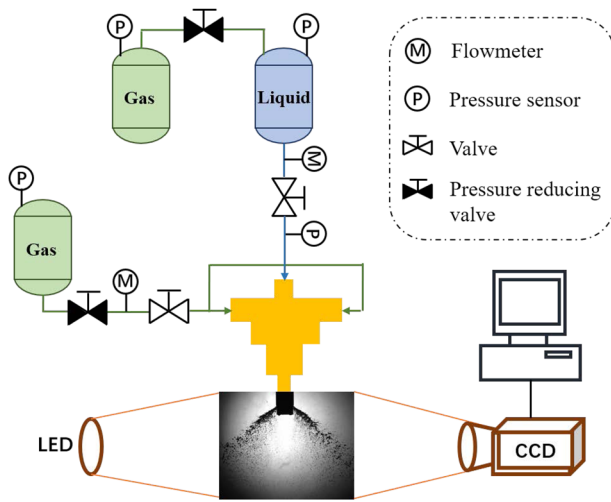 P
P
Gas
Liquid
M
P
P
Gas
M
M Flowmeter
P Pressure sensor
Valve
Pressure reducing
valve
LED
CCD